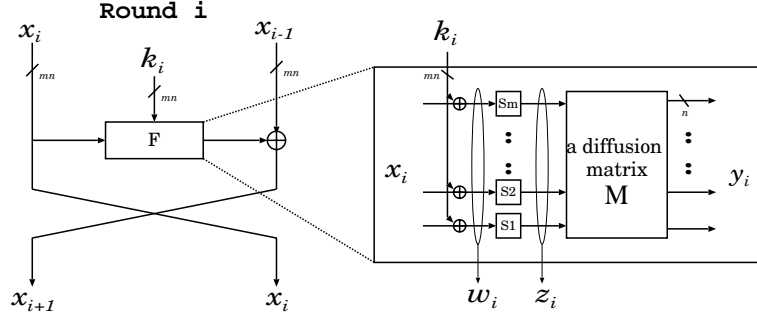 Round i
x_i
x_{i-1}
mn
k_i
mn
mn
F
x_{i+1}
x_i
k_i
mn
Sm
n
x_i
a diffusion
matrix
M
y_i
S2
S1
w_i
z_i